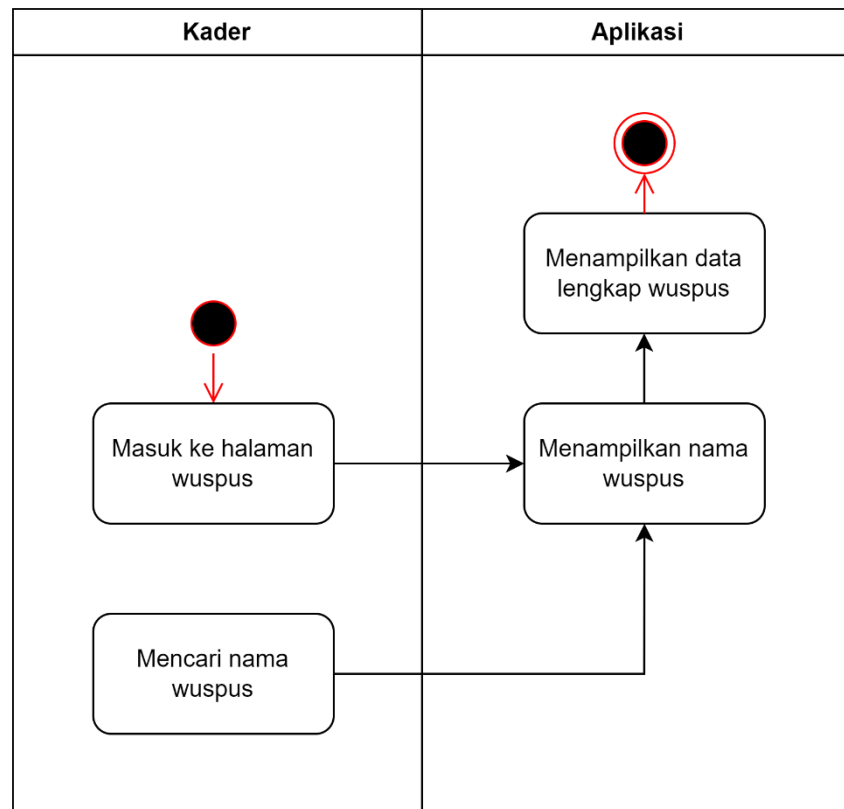 Kader
Aplikasi
Menampilkan data
lengkap wuspus
Masuk ke halaman
wuspus
Menampilkan nama
wuspus
Mencari nama
wuspus